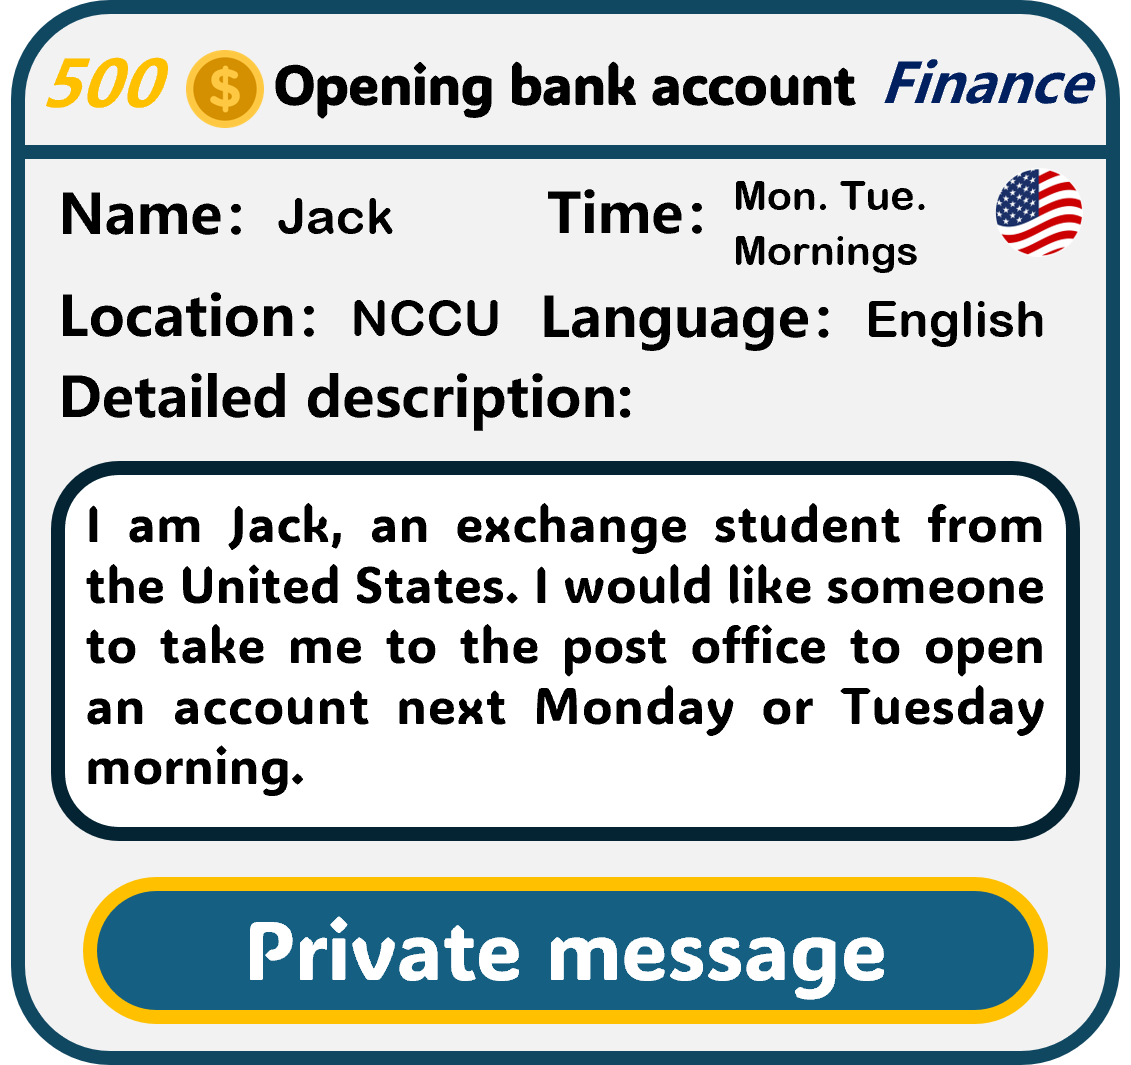 500 $ Opening bank account Finance
Name: Jack Time: Mon. Tue. Mornings
Location: NCCU Language: English
Detailed description:
I am Jack, an exchange student from
the United States. I would like someone
to take me to the post office to open
an account next Monday or Tuesday
morning.
Private message